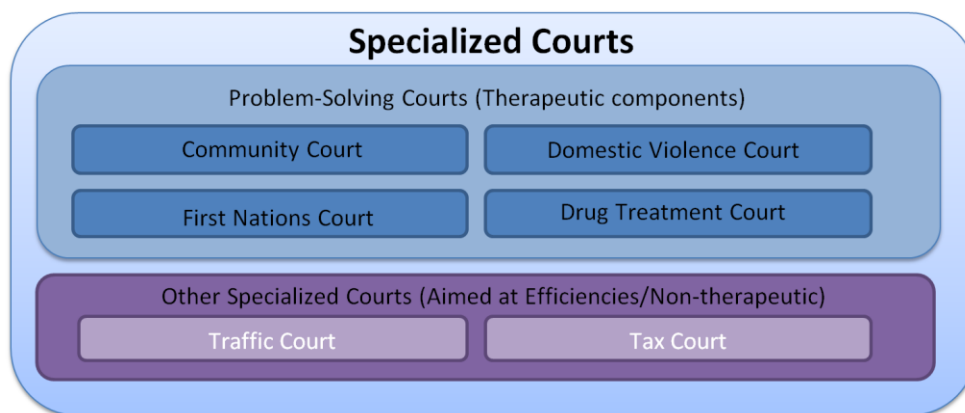 Specialized Courts
Problem-Solving Courts (Therapeutic components)
Community Court
Domestic Violence Court
First Nations Court
Drug Treatment Court
Other Specialized Courts (Aimed at Efficiencies/Non-therapeutic)
Traffic Court
Tax Court